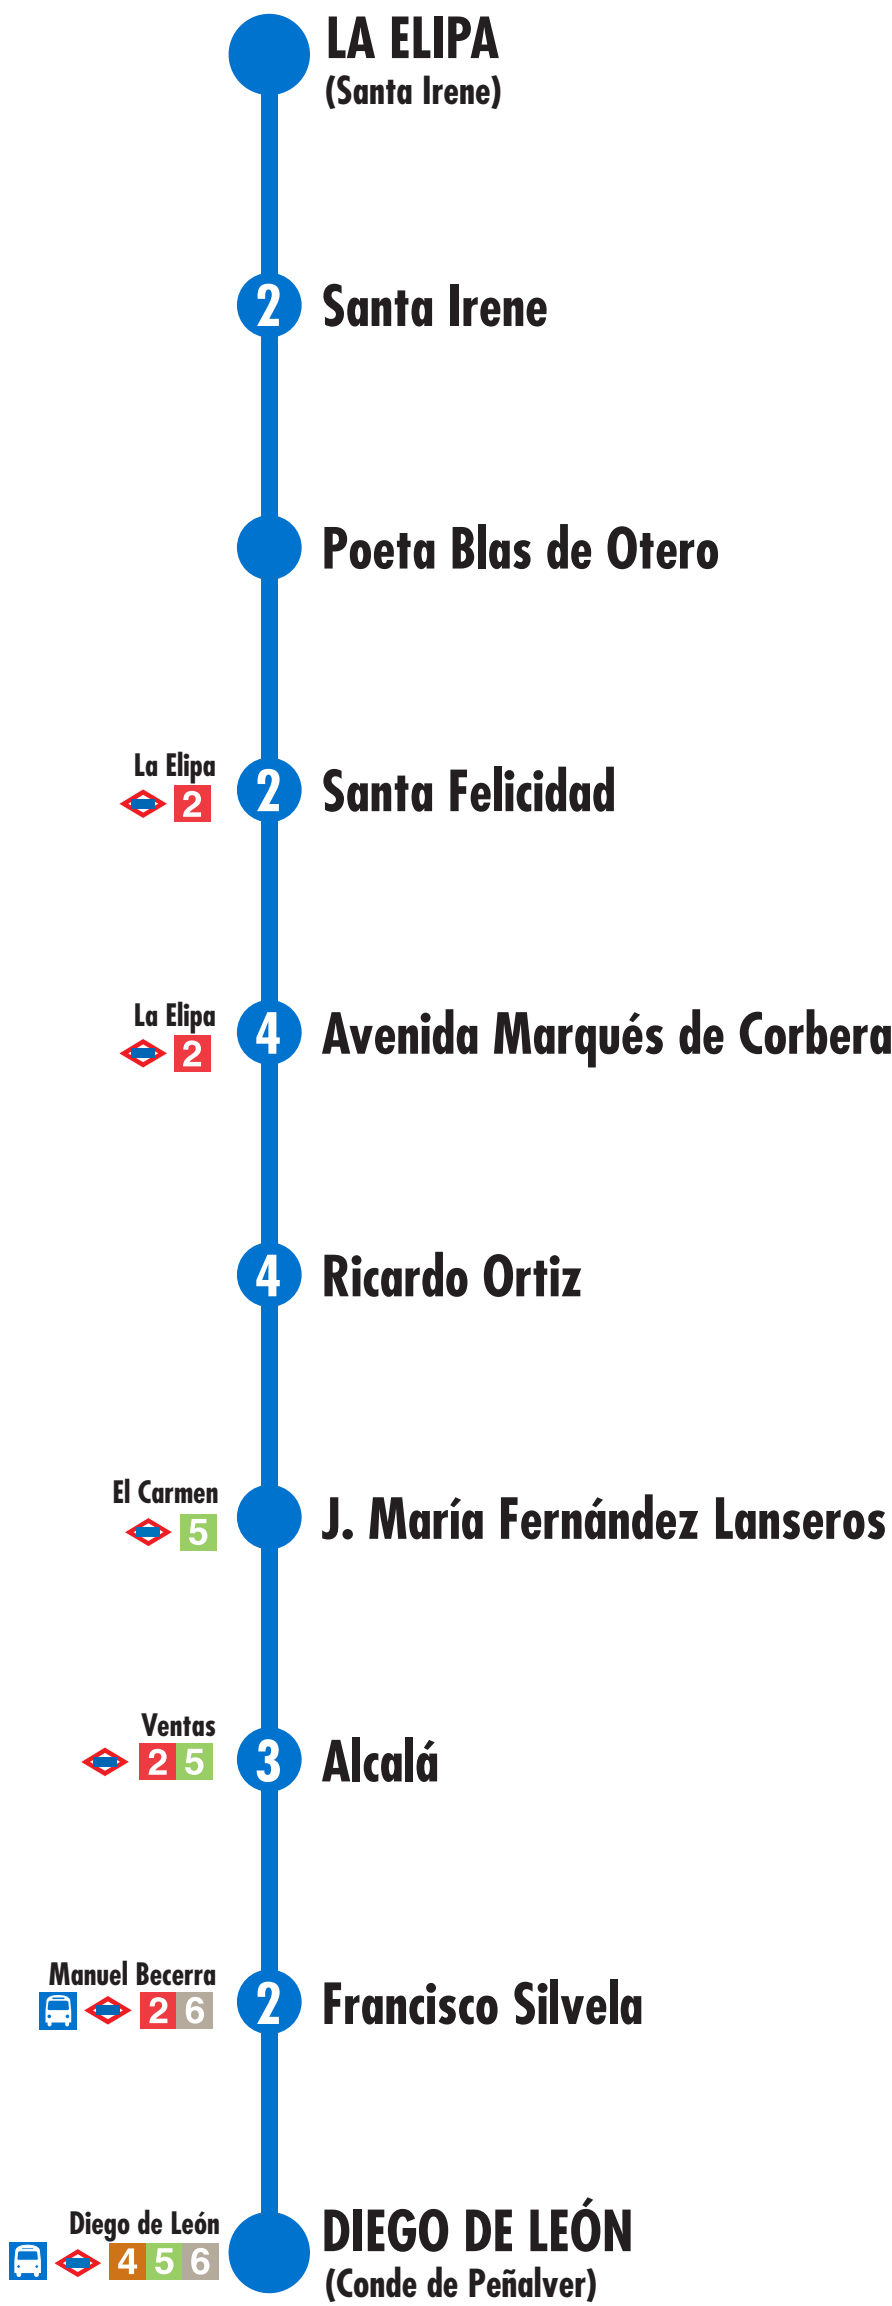 LA ELIPA
(Santa Irene)
2 Santa Irene
Poeta Blas de Otero
La Elipa
2
2 Santa Felicidad
La Elipa
2
4 Avenida Marqués de Corbera
4 Ricardo Ortiz
El Carmen
5
J. María Fernández Lanseros
Ventas
2 5
3 Alcalá
Manuel Becerra
2 6
2 Francisco Silvela
Diego de León
4 5 6
DIEGO DE LEÓN
(Conde de Peñalver)